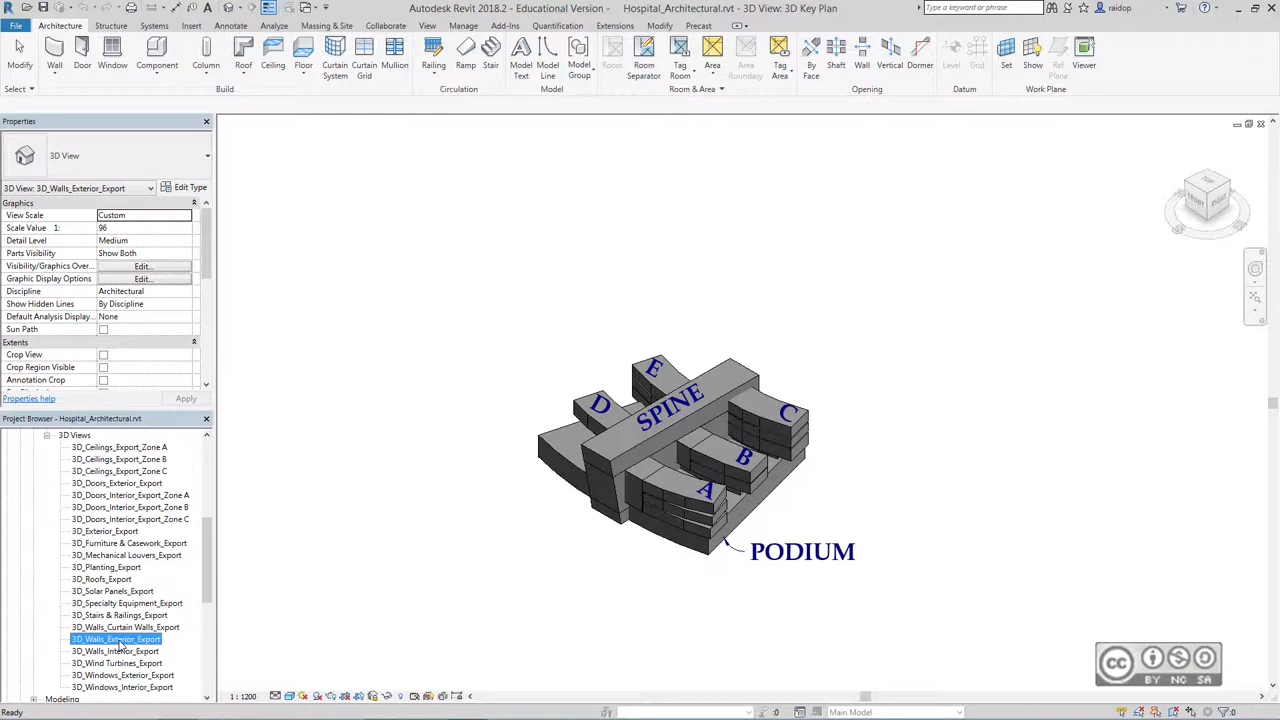 Autodesk Revit 2018.2 - Educational Version - Hospital_Architectural.rvt - 3D View: 3D Key Plan
Type a keyword or phrase
raidop
File Architecture Structure Systems Insert Annotate Analyze Massing & Site Collaborate View Manage Add-Ins Quantification Extensions Modify Precast
Modify Wall Door Window Component Column Roof Ceiling Floor Curtain System Curtain Grid Mullion Railing Ramp Stair Model Text Model Line Model Group Room Room Separator Tag Room Area Area Boundary Tag Area By Face Shaft Wall Vertical Dormer Level Grid Set Show Ref Plane Viewer
Select Build Circulation Model Room & Area Opening Datum Work Plane
Properties
3D View
3D View: 3D_Walls_Exterior_Export Edit Type
Graphics
View Scale Custom
Scale Value 1: 96
Detail Level Medium
Parts Visibility Show Both
Visibility/Graphics Over... Edit...
Graphic Display Options Edit...
Discipline Architectural
Show Hidden Lines By Discipline
Default Analysis Display... None
Sun Path
Extents
Crop View
Crop Region Visible
Annotation Crop
Properties help Apply
Project Browser - Hospital_Architectural.rvt
3D Views
3D_Ceilings_Export_Zone A
3D_Ceilings_Export_Zone B
3D_Ceilings_Export_Zone C
3D_Doors_Exterior_Export
3D_Doors_Interior_Export_Zone A
3D_Doors_Interior_Export_Zone B
3D_Doors_Interior_Export_Zone C
3D_Exterior_Export
3D_Furniture & Casework_Export
3D_Mechanical Louvers_Export
3D_Planting_Export
3D_Roofs_Export
3D_Solar Panels_Export
3D_Specialty Equipment_Export
3D_Stairs & Railings_Export
3D_Walls_Curtain Walls_Export
3D_Walls_Exterior_Export
3D_Walls_Interior_Export
3D_Wind Turbines_Export
3D_Windows_Exterior_Export
3D_Windows_Interior_Export
Modeling
TOP
FRONT
RIGHT
E
D
SPINE
C
B
A
PODIUM
CC
BY NC SA
1 : 1200
Ready
:0
Main Model
:0